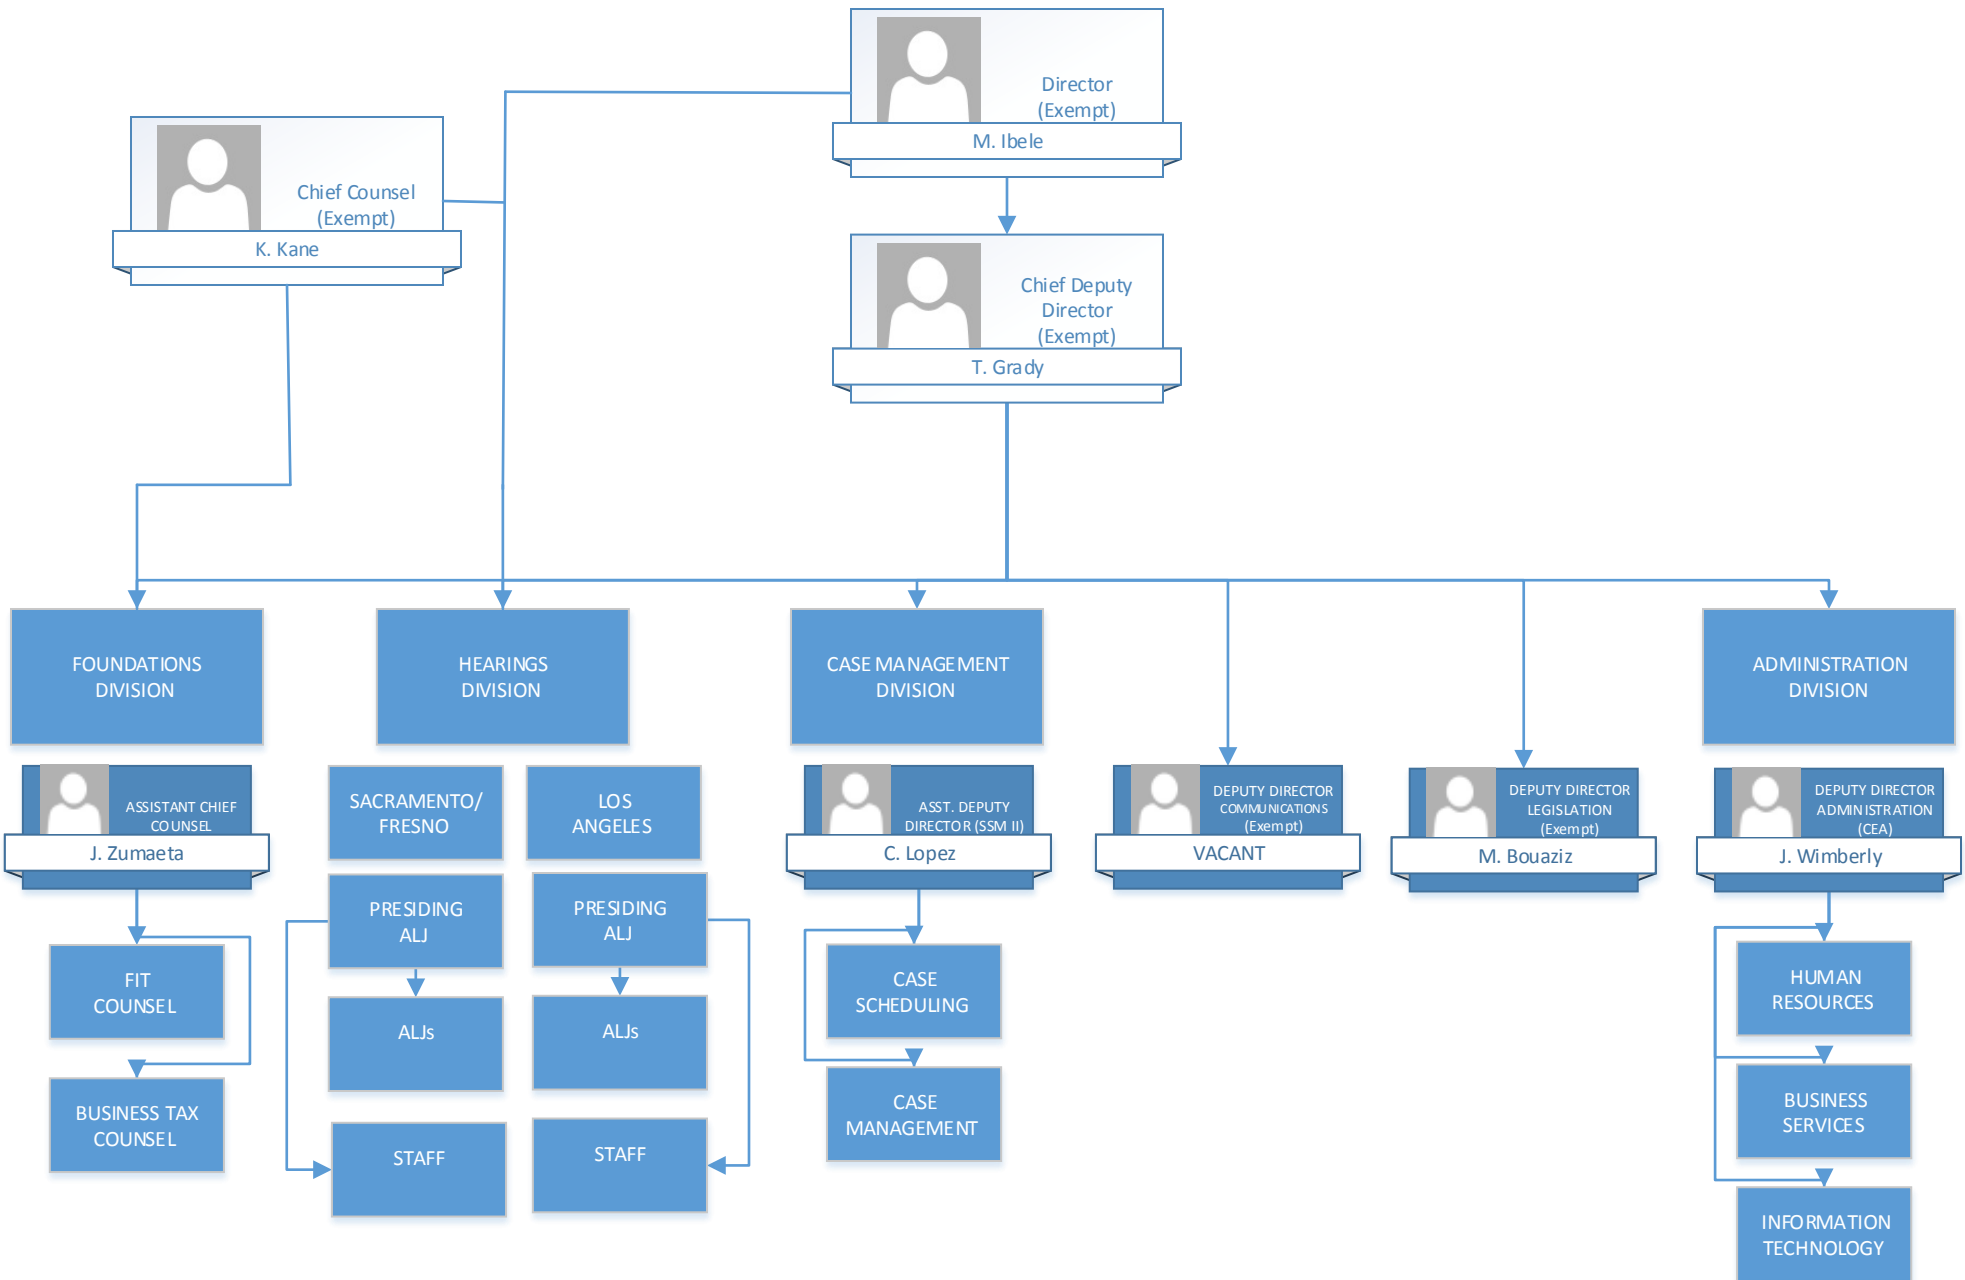 Director
(Exempt)
M. Ibele
Chief Counsel
(Exempt)
K. Kane
Chief Deputy
Director
(Exempt)
T. Grady
FOUNDATIONS
DIVISION
HEARINGS
DIVISION
CASE MANAGEMENT
DIVISION
ADMINISTRATION
DIVISION
ASSISTANT CHIEF
COUNSEL
J. Zumaeta
SACRAMENTO/
FRESNO
LOS
ANGELES
ASST. DEPUTY
DIRECTOR (SSM II)
C. Lopez
DEPUTY DIRECTOR
COMMUNICATIONS
(Exempt)
VACANT
DEPUTY DIRECTOR
LEGISLATION
(Exempt)
M. Bouaziz
DEPUTY DIRECTOR
ADMINISTRATION
(CEA)
J. Wimberly
FIT
COUNSEL
BUSINESS TAX
COUNSEL
PRESIDING
ALJ
ALJs
STAFF
PRESIDING
ALJ
ALJs
STAFF
CASE
SCHEDULING
CASE
MANAGEMENT
HUMAN
RESOURCES
BUSINESS
SERVICES
INFORMATION
TECHNOLOGY